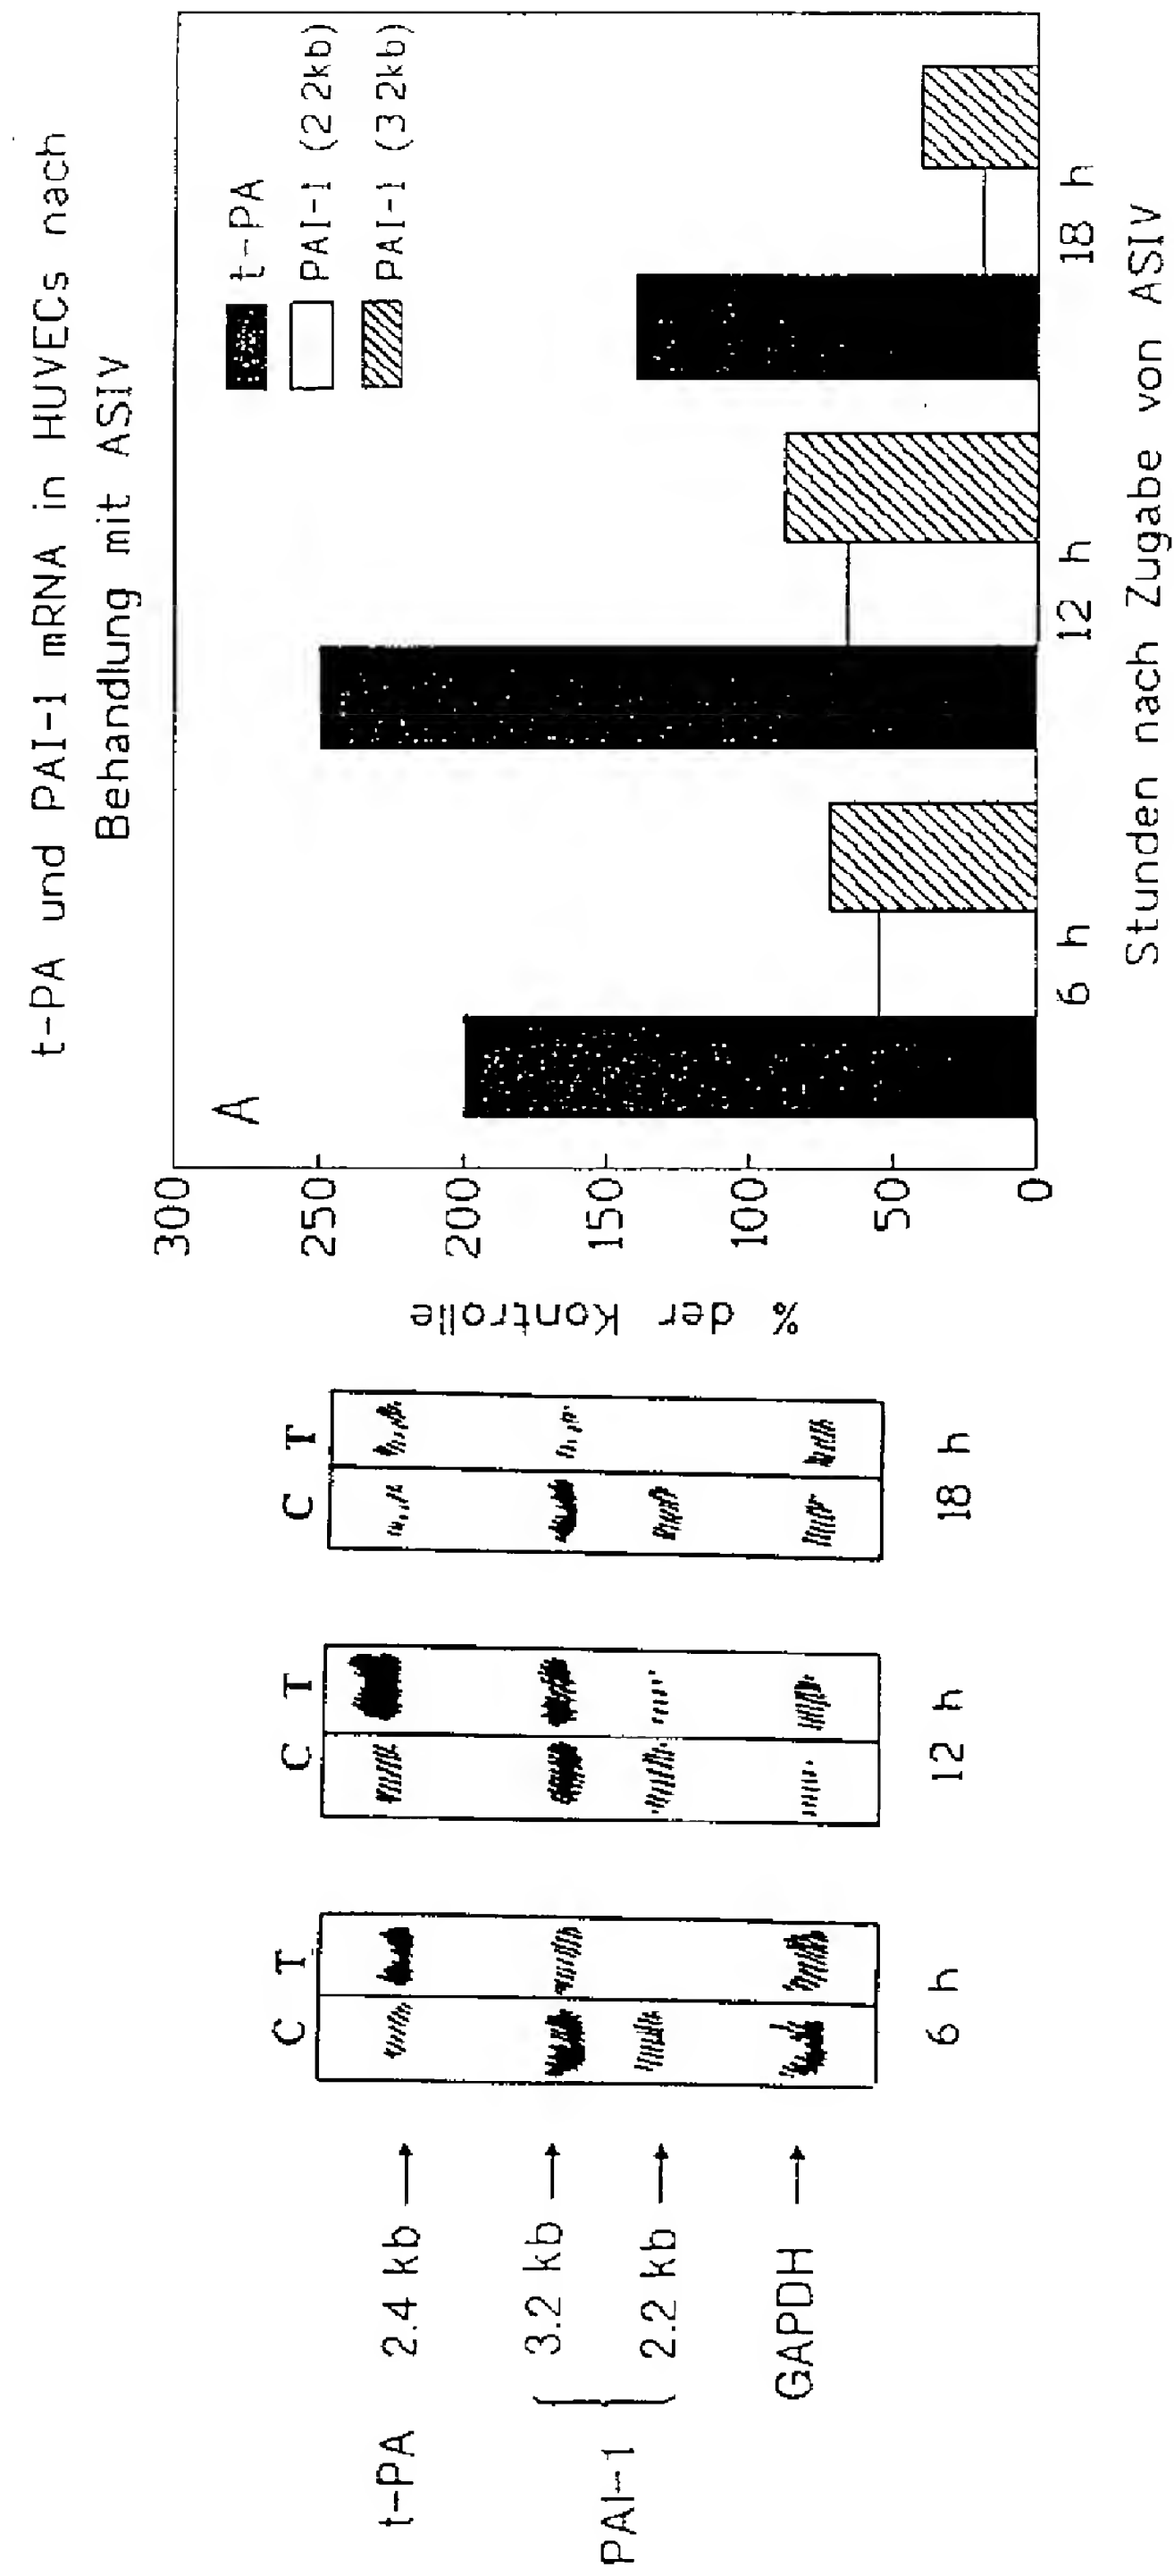 t-PA und PAI-1 mRNA in HUVECs nach
Behandlung mit ASIV
A
t-PA
PAI-1 (2 2kb)
PAI-1 (3 2kb)
% der Kontrolle
300
250
200
150
100
50
0
6 h
12 h
18 h
Stunden nach Zugabe von ASIV
C T
C T
C T
t-PA 2.4 kb
PAI-1
3.2 kb
2.2 kb
GAPDH
6 h
12 h
18 h